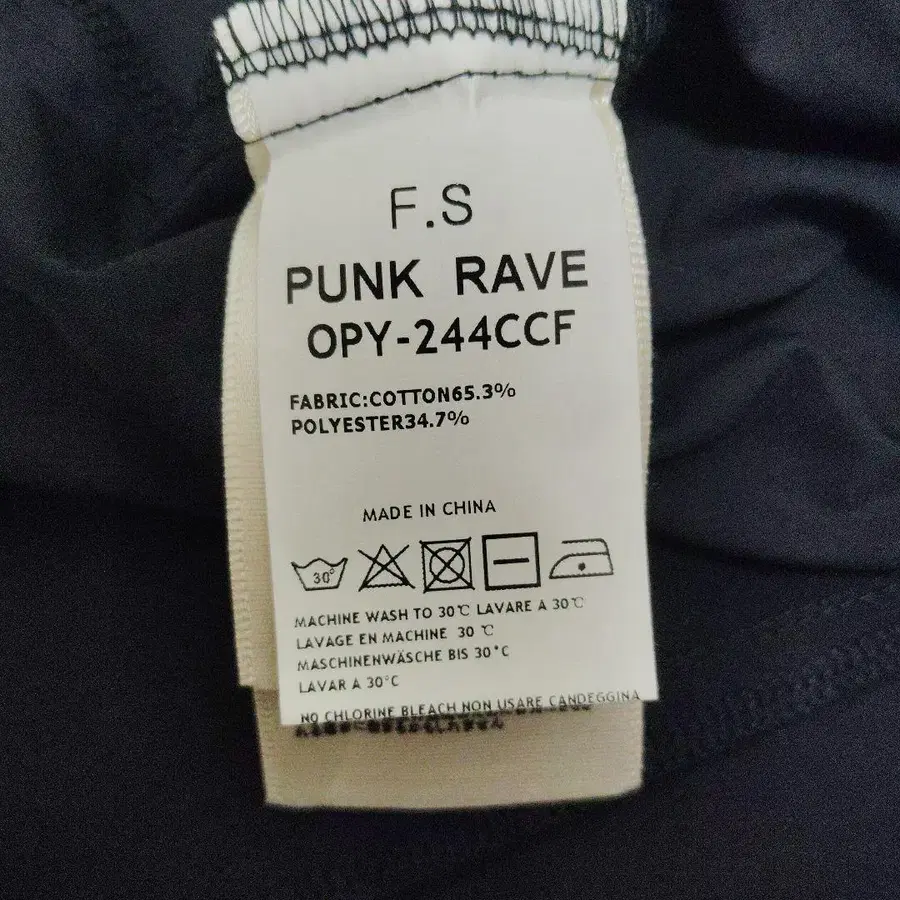 F.S
PUNK RAVE
OPY-244CCF
FABRIC:COTTON65.3%
POLYESTER34.7%
MADE IN CHINA
30°
MACHINE WASH TO 30℃ LAVARE A 30℃
LAVAGE EN MACHINE 30 ℃
MASCHINENWÄSCHE BIS 30°C
LAVAR A 30°C
NO CHLORINE BLEACH NON USARE CANDEGGINA